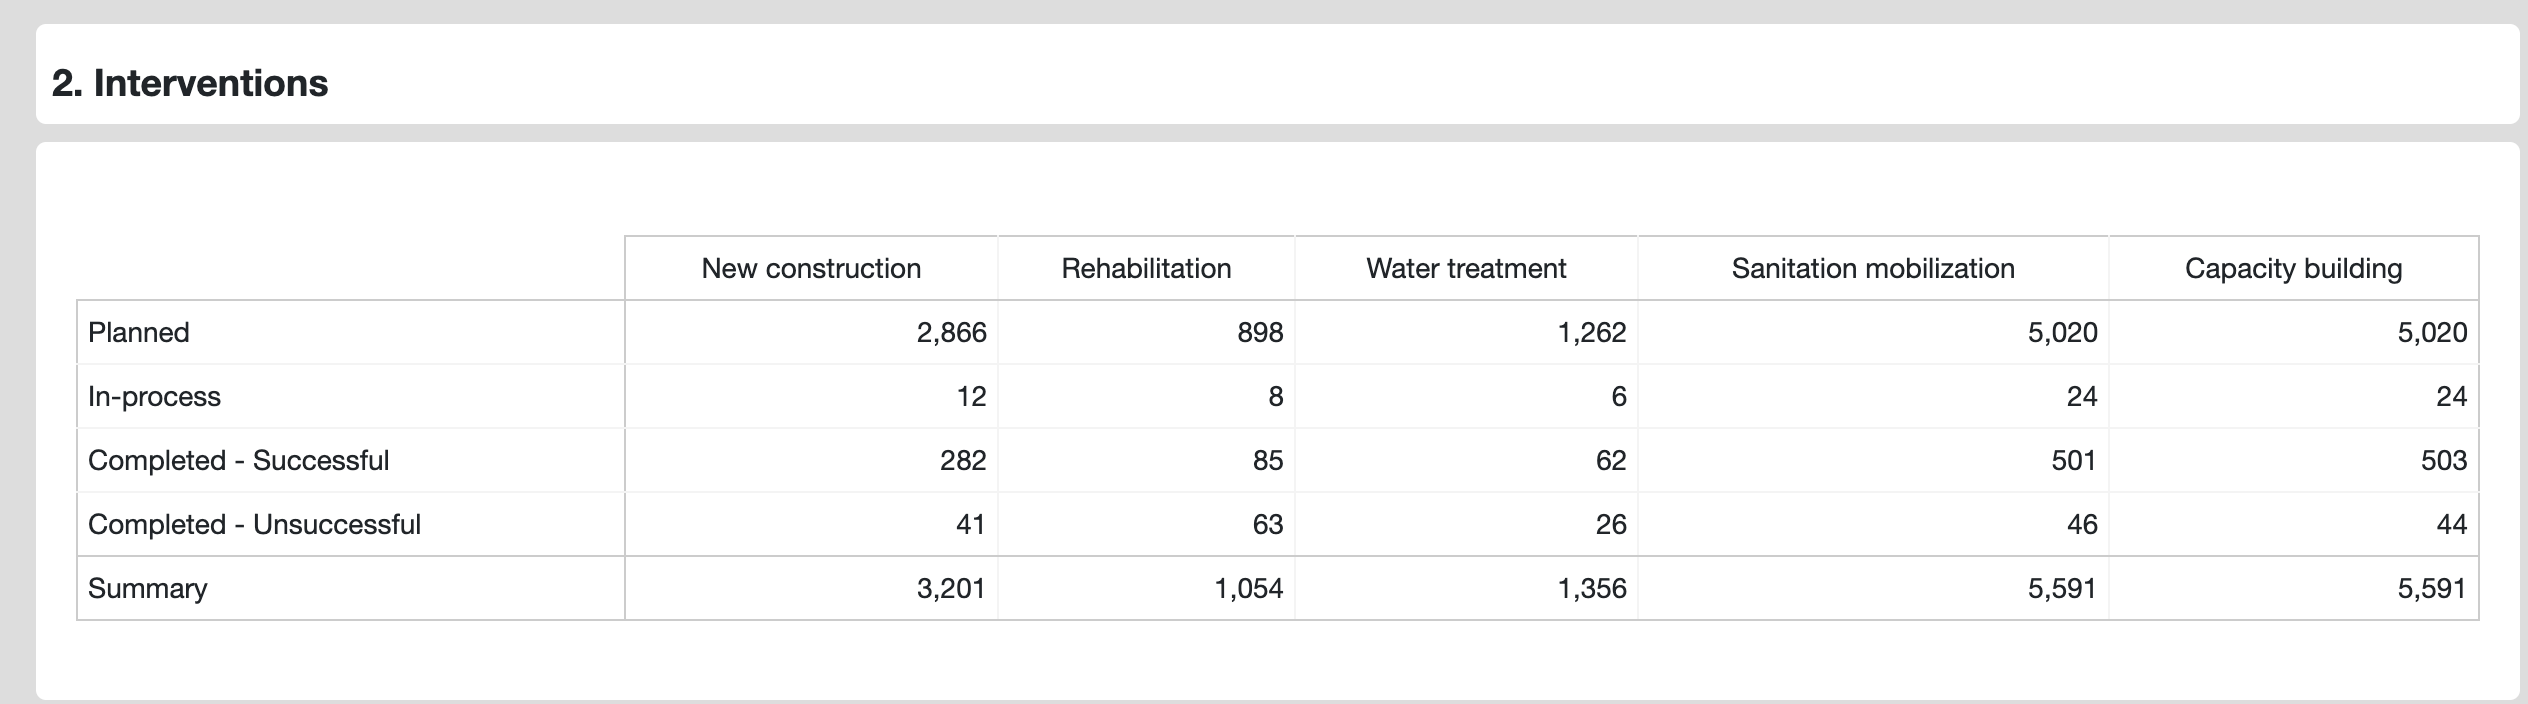 2. Interventions
New construction Rehabilitation Water treatment Sanitation mobilization Capacity building
Planned 2,866 898 1,262 5,020 5,020
In-process 12 8 6 24 24
Completed - Successful 282 85 62 501 503
Completed - Unsuccessful 41 63 26 46 44
Summary 3,201 1,054 1,356 5,591 5,591